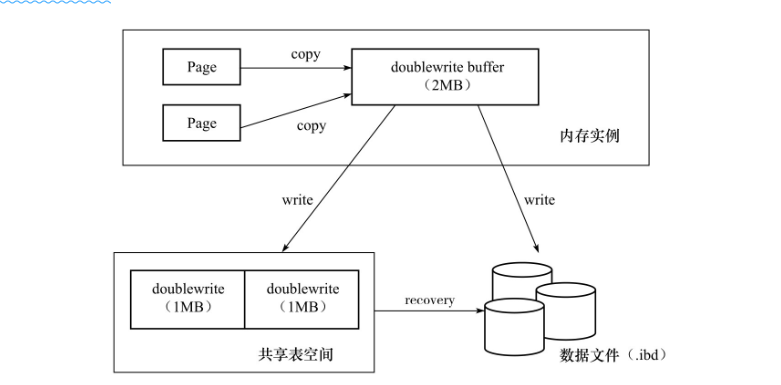 Page
copy
doublewrite buffer
（2MB）
Page
copy
内存实例
write
write
doublewrite
（1MB）
doublewrite
（1MB）
recovery
共享表空间
数据文件（.ibd）